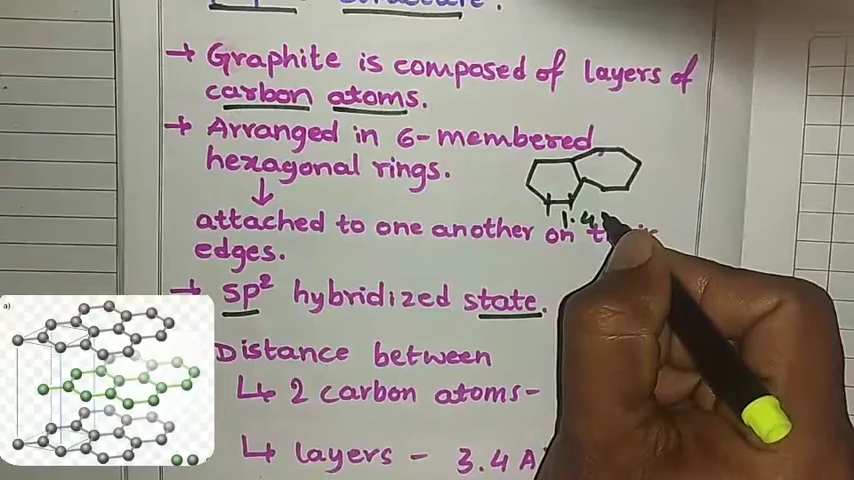 → Graphite is composed of layers of
carbon atoms.
→ Arranged in 6-membered
hexagonal rings.
↓
1.4
attached to one another on
edges.
→ SP² hybridized state.
Distance between
↳ 2 carbon atoms-
↳ layers - 3.4 A
a)